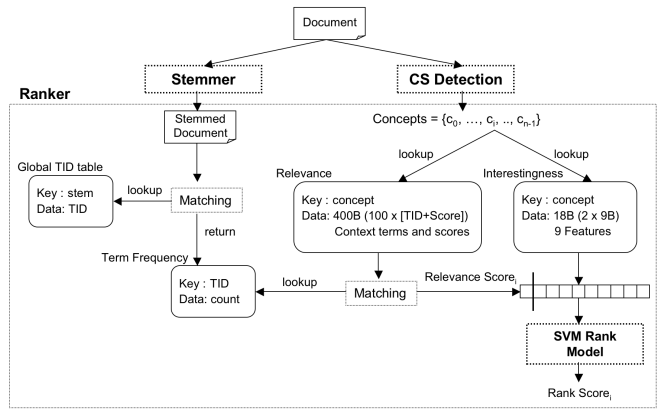 Document
Stemmer
CS Detection
Ranker
Stemmed
Document
Concepts = {c0, …, ci, .., cn-1}
lookup
lookup
Global TID table
Relevance
Interestingness
Key : stem
Data: TID
lookup
Matching
Key : concept
Data: 400B (100 x [TID+Score])
Context terms and scores
Key : concept
Data: 18B (2 x 9B)
9 Features
return
Term Frequency
Key : TID
Data: count
lookup
Matching
Relevance Scorei
SVM Rank
Model
Rank Scorei